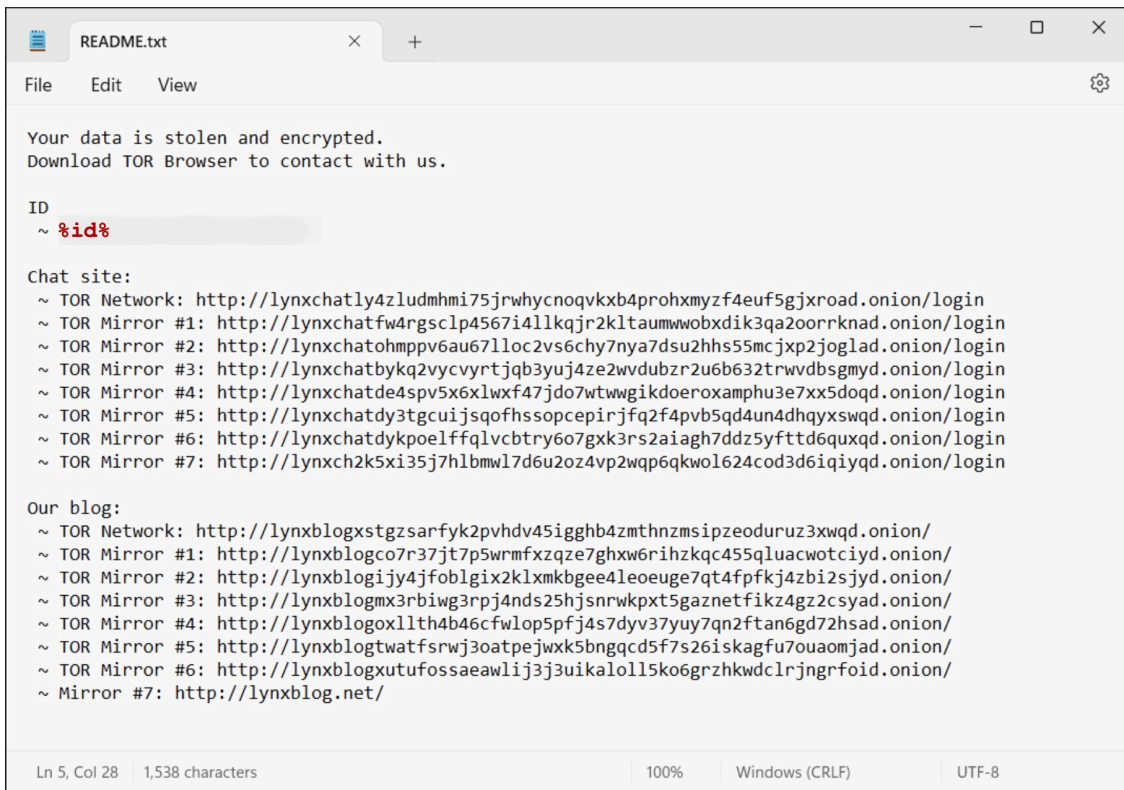 README.txt
File Edit View
Your data is stolen and encrypted.
Download TOR Browser to contact with us.
ID
~ %id%
Chat site:
~ TOR Network: http://lynxchatly4zludmhmi75jrwhycnoqvkxb4prohxmyzf4euf5gjxroad.onion/login
~ TOR Mirror #1: http://lynxchatfw4rgsclp4567i4llkqjr2kltaumwwobxdik3qa2oorrknad.onion/login
~ TOR Mirror #2: http://lynxchatohmppv6au67lloc2vs6chy7nya7dsu2hhs55mcjxp2joglad.onion/login
~ TOR Mirror #3: http://lynxchatbykq2vycvyrtjqb3yuj4ze2wvdubzr2u6b632trwvdbsgmyd.onion/login
~ TOR Mirror #4: http://lynxchatde4spv5x6xlwxf47jdo7wtwwgikdoeroxamphu3e7xx5doqd.onion/login
~ TOR Mirror #5: http://lynxchatdy3tgcuijsqofhssopcepirjfq2f4pvb5qd4un4dhqyxswqd.onion/login
~ TOR Mirror #6: http://lynxchatdykpoelffqlvcbtry6o7gxk3rs2aiagh7ddz5yfttd6quxqd.onion/login
~ TOR Mirror #7: http://lynxch2k5xi35j7hlbmwl7d6u2oz4vp2wqp6qkwol624cod3d6iqiyqd.onion/login
Our blog:
~ TOR Network: http://lynxblogxstgzsarfyk2pvhdv45igghb4zmthnzmsipzeoduruz3xwqd.onion/
~ TOR Mirror #1: http://lynxblogco7r37jt7p5wrmfxzqze7ghxw6rihzkqc455qluacwotciyd.onion/
~ TOR Mirror #2: http://lynxblogijy4jfoblgix2klxmkbgee4leoeuge7qt4fpfkj4zbi2sjyd.onion/
~ TOR Mirror #3: http://lynxblogmx3rbiwg3rpj4nds25hjsnrwkpxt5gaznetfikz4gz2csyad.onion/
~ TOR Mirror #4: http://lynxblogoxllth4b46cfwlop5pfj4s7dyv37yuy7qn2ftan6gd72hsad.onion/
~ TOR Mirror #5: http://lynxblogtwatfsrwj3oatpejwxk5bngqcd5f7s26iskagfu7ouaomjad.onion/
~ TOR Mirror #6: http://lynxblogxutufossaeawlij3j3uikaloll5ko6grzhkwdclrjngrfoid.onion/
~ Mirror #7: http://lynxblog.net/
Ln 5, Col 28 1,538 characters 100% Windows (CRLF) UTF-8